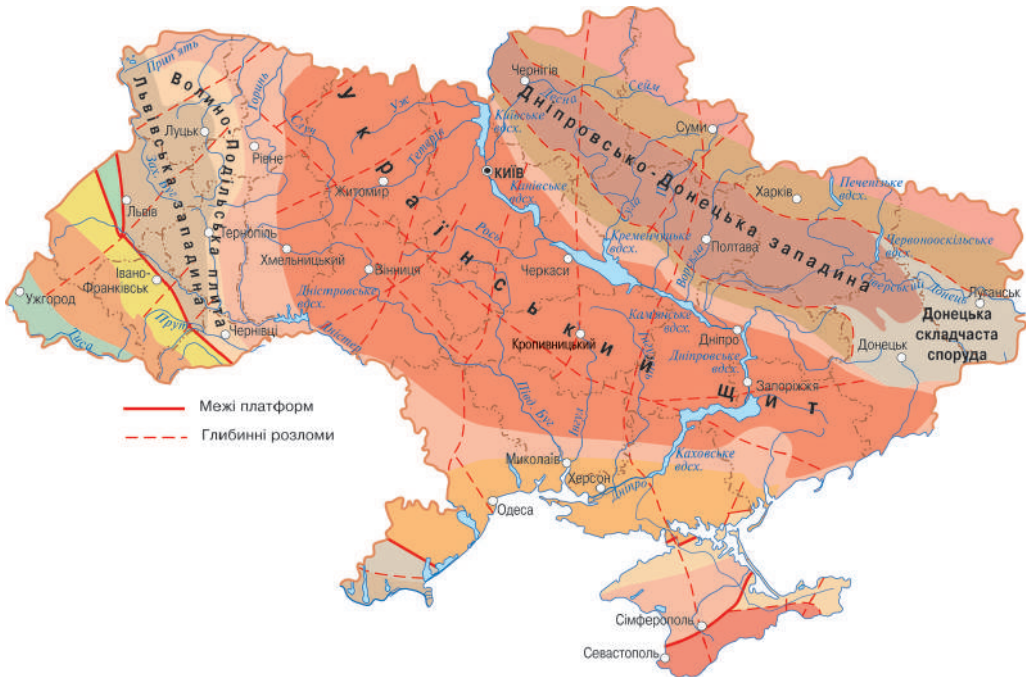 Чернігів
Прип'ять
Десна
Сейм
Волино-Подільська плита
Львівська западина
Горинь
Случ
Уж
Український щит
Київське
вдсх.
Дніпровсько-Донецька западина
Суми
Луцьк
Рівне
Тетерів
КИЇВ
Житомир
Канівське
вдсх.
Харків
Печенізьке
вдсх.
Зах. Буг
Львів
Тернопіль
Рось
Сула
Кременчуцьке
вдсх.
Полтава
Ворскла
Червонооскільське
вдсх.
Хмельницький
Вінниця
Черкаси
Сіверський Донець
Луганськ
Івано-
Франківськ
Ужгород
Дністровське
вдсх.
Дністер
Прут
Чернівці
Тиса
Кам'янське
вдсх.
Дніпро
Кропивницький
Дніпровське
вдсх.
Донецьк
Донецька
складчаста
споруда
Запоріжжя
Межі платформ
Глибинні розломи
Півд. Буг
Інгул
Миколаїв
Каховське
вдсх.
Херсон
Дніпро
Одеса
Сімферополь
Севастополь